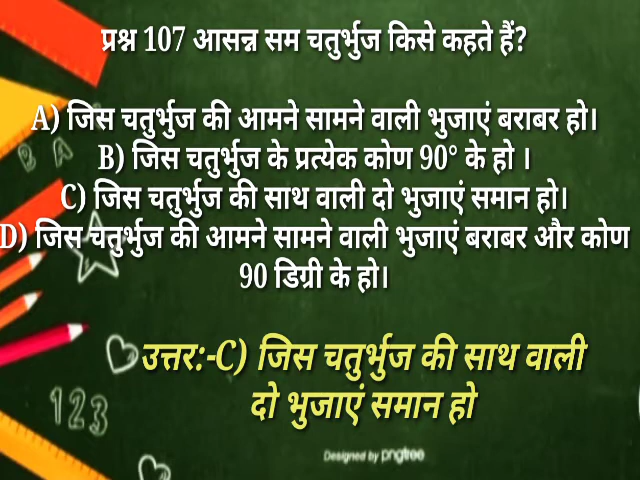 प्रश्न 107 आसन्न सम चतुर्भुज किसे कहते हैं?
A) जिस चतुर्भुज की आमने सामने वाली भुजाएं बराबर हो।
B) जिस चतुर्भुज के प्रत्येक कोण 90° के हो ।
C) जिस चतुर्भुज की साथ वाली दो भुजाएं समान हो।
D) जिस चतुर्भुज की आमने सामने वाली भुजाएं बराबर और कोण
90 डिग्री के हो।
उत्तर:-C) जिस चतुर्भुज की साथ वाली
दो भुजाएं समान हो
B A
123
Designed by pngtree